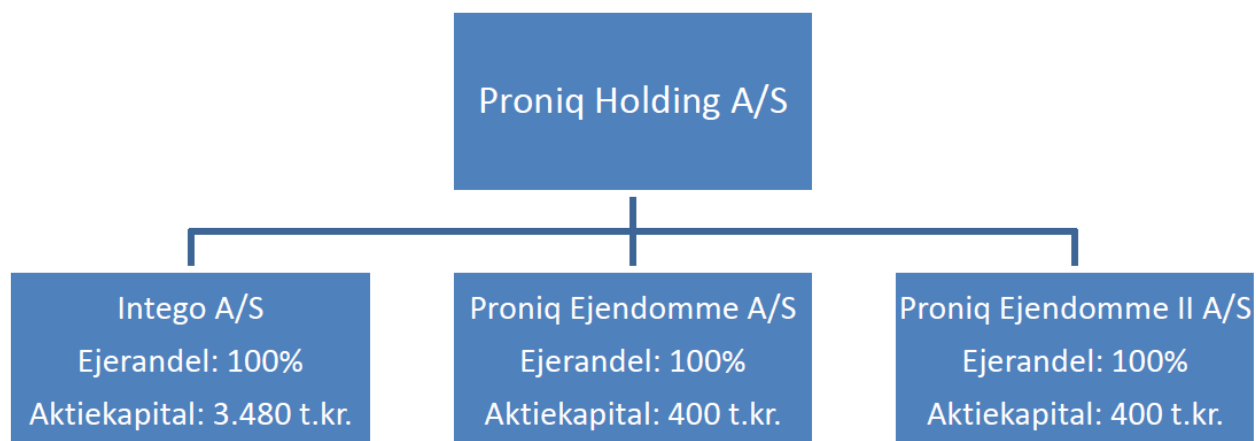 Proniq Holding A/S
Intego A/S
Ejerandel: 100%
Aktiekapital: 3.480 t.kr.
Proniq Ejendomme A/S
Ejerandel: 100%
Aktiekapital: 400 t.kr.
Proniq Ejendomme II A/S
Ejerandel: 100%
Aktiekapital: 400 t.kr.